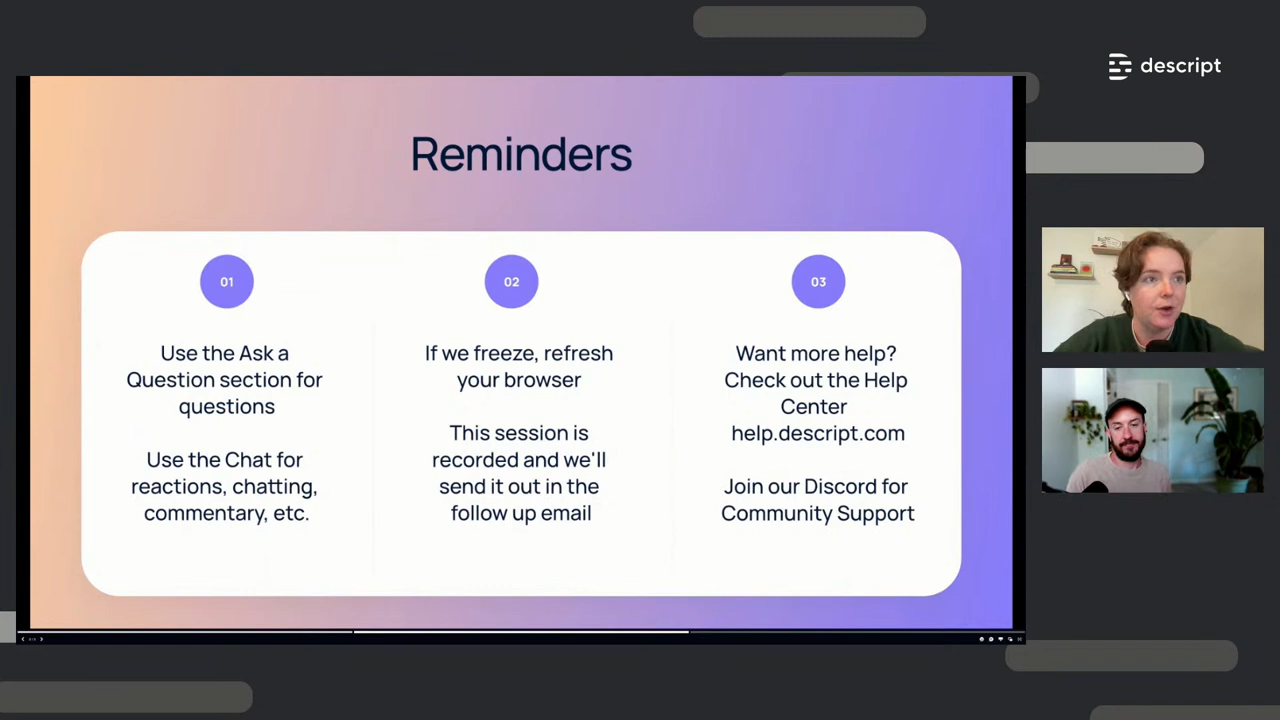 descript
Reminders
01
Use the Ask a
Question section for
questions
Use the Chat for
reactions, chatting,
commentary, etc.
02
If we freeze, refresh
your browser
This session is
recorded and we'll
send it out in the
follow up email
03
Want more help?
Check out the Help
Center
help.descript.com
Join our Discord for
Community Support